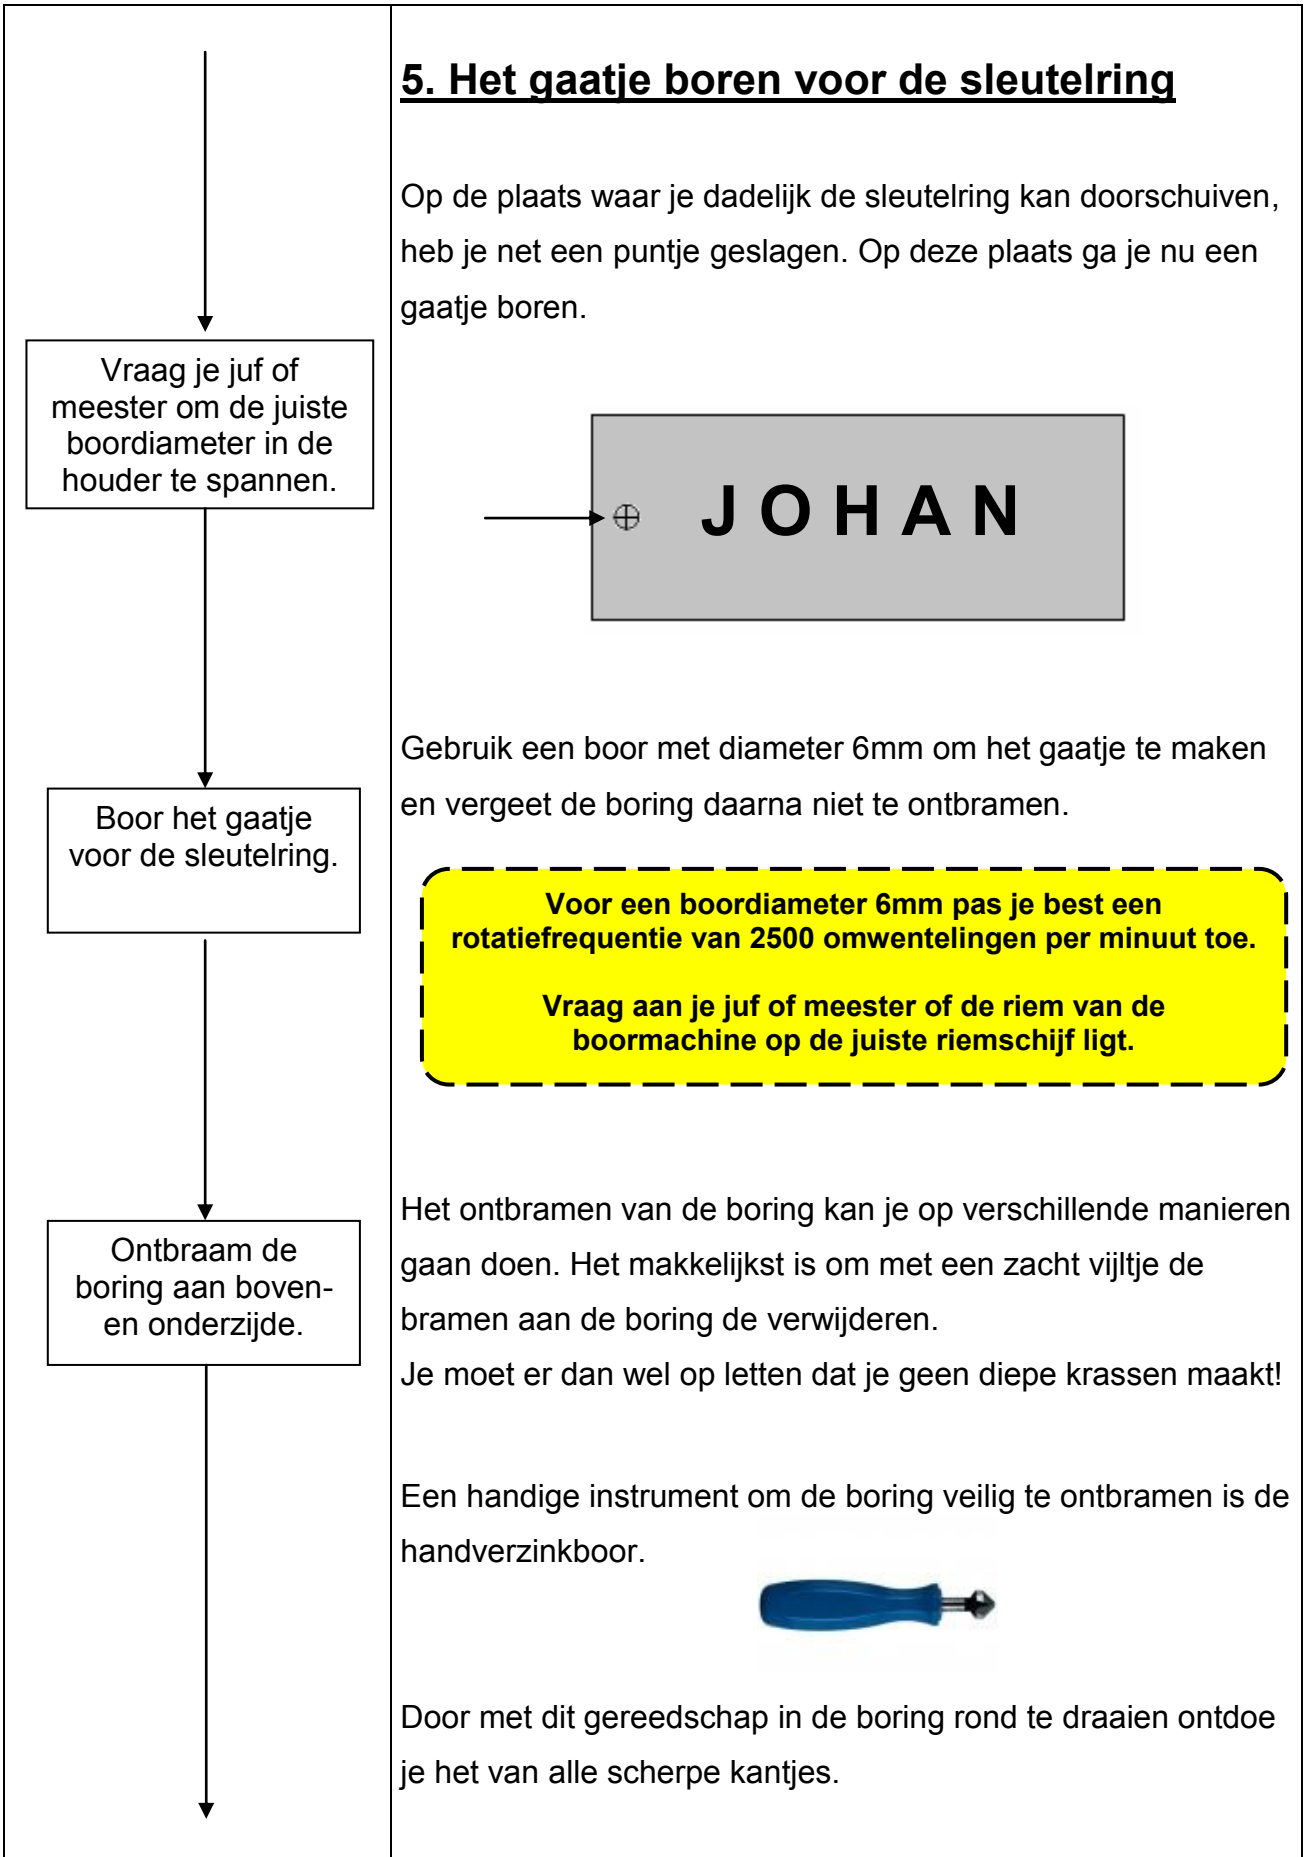 5. Het gaatje boren voor de sleutelring
Op de plaats waar je dadelijk de sleutelring kan doorschuiven,
heb je net een puntje geslagen. Op deze plaats ga je nu een
gaatje boren.
Vraag je juf of
meester om de juiste
boordiameter in de
houder te spannen.
J O H A N
Gebruik een boor met diameter 6mm om het gaatje te maken
en vergeet de boring daarna niet te ontbramen.
Boor het gaatje
voor de sleutelring.
Voor een boordiameter 6mm pas je best een
rotatiefrequentie van 2500 omwentelingen per minuut toe.
Vraag aan je juf of meester of de riem van de
boormachine op de juiste riemschijf ligt.
Het ontbramen van de boring kan je op verschillende manieren
gaan doen. Het makkelijkst is om met een zacht vijltje de
bramen aan de boring de verwijderen.
Je moet er dan wel op letten dat je geen diepe krassen maakt!
Ontbraam de
boring aan boven-
en onderzijde.
Een handige instrument om de boring veilig te ontbramen is de
handverzinkboor.
Door met dit gereedschap in de boring rond te draaien ontdoe
je het van alle scherpe kantjes.